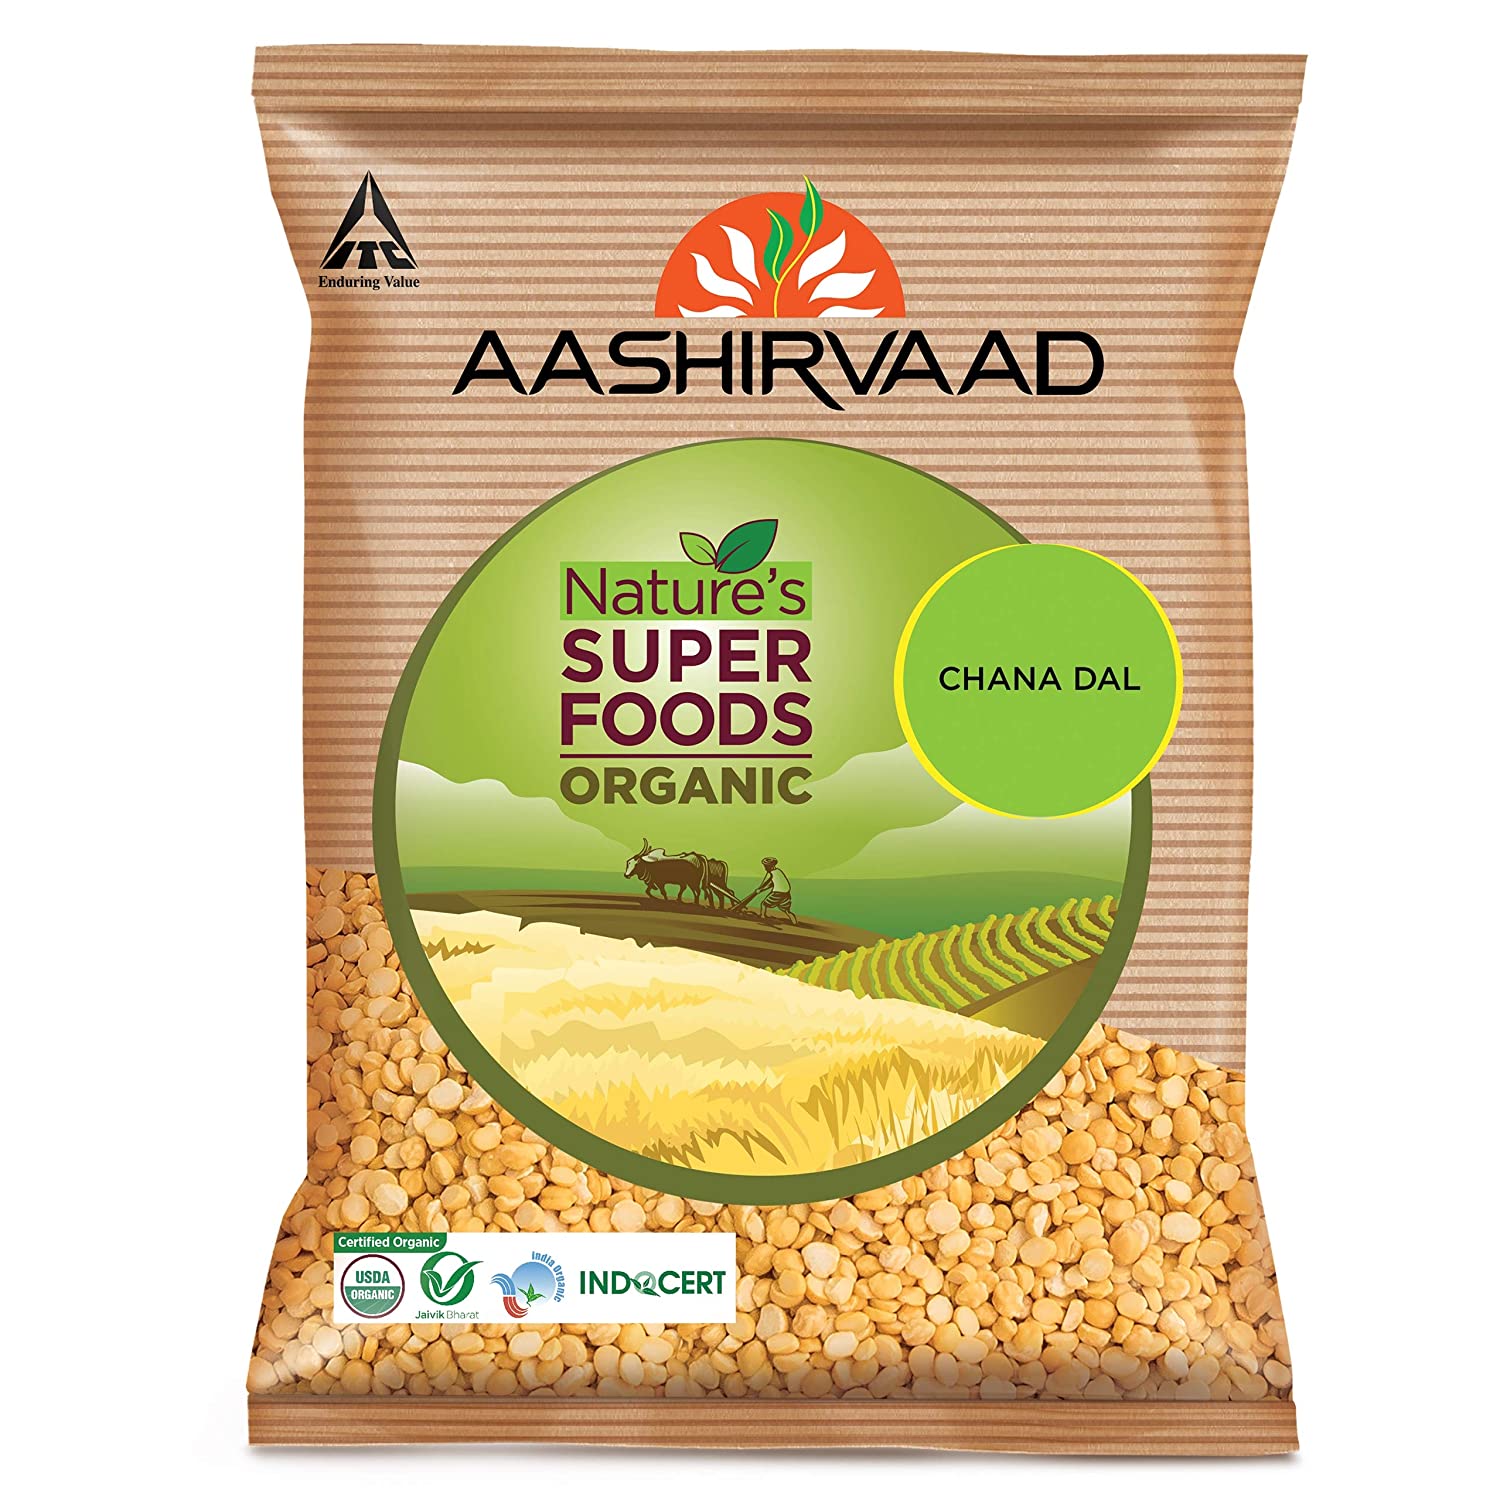 ITC
Enduring Value
AASHIRVAAD
Nature's
SUPER
FOODS
ORGANIC
CHANA DAL
Certified Organic
USDA
ORGANIC
Jaivik Bharat
India Organic
INDOCERT